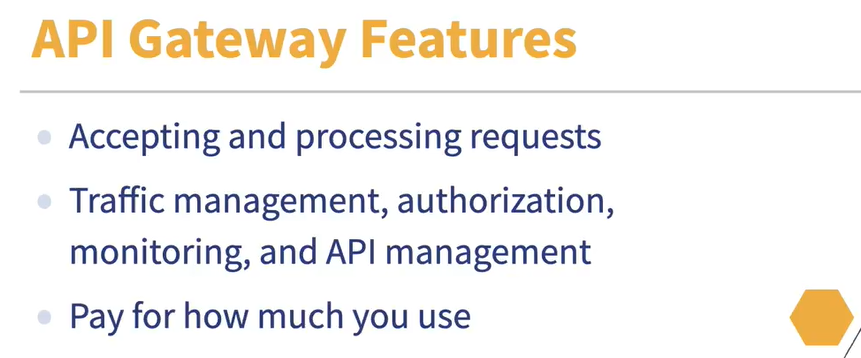 API Gateway Features
Accepting and processing requests
Traffic management, authorization,
monitoring, and API management
Pay for how much you use